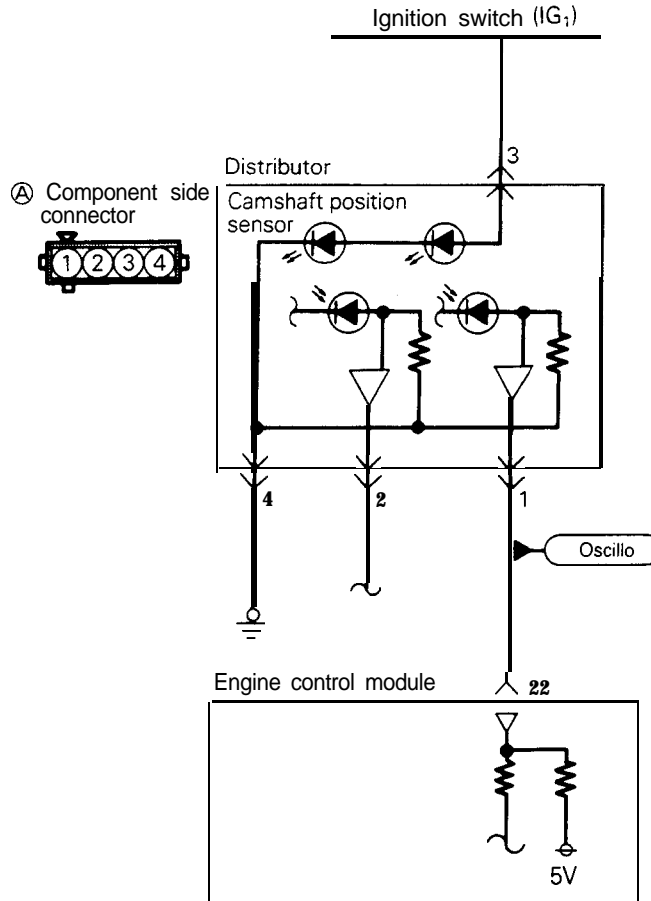 Ignition switch (IG₁)
3
Distributor
Ⓐ Component side
connector
Camshaft position
sensor
1 2 3 4
4
2
1
Oscillo
Engine control module
22
5V